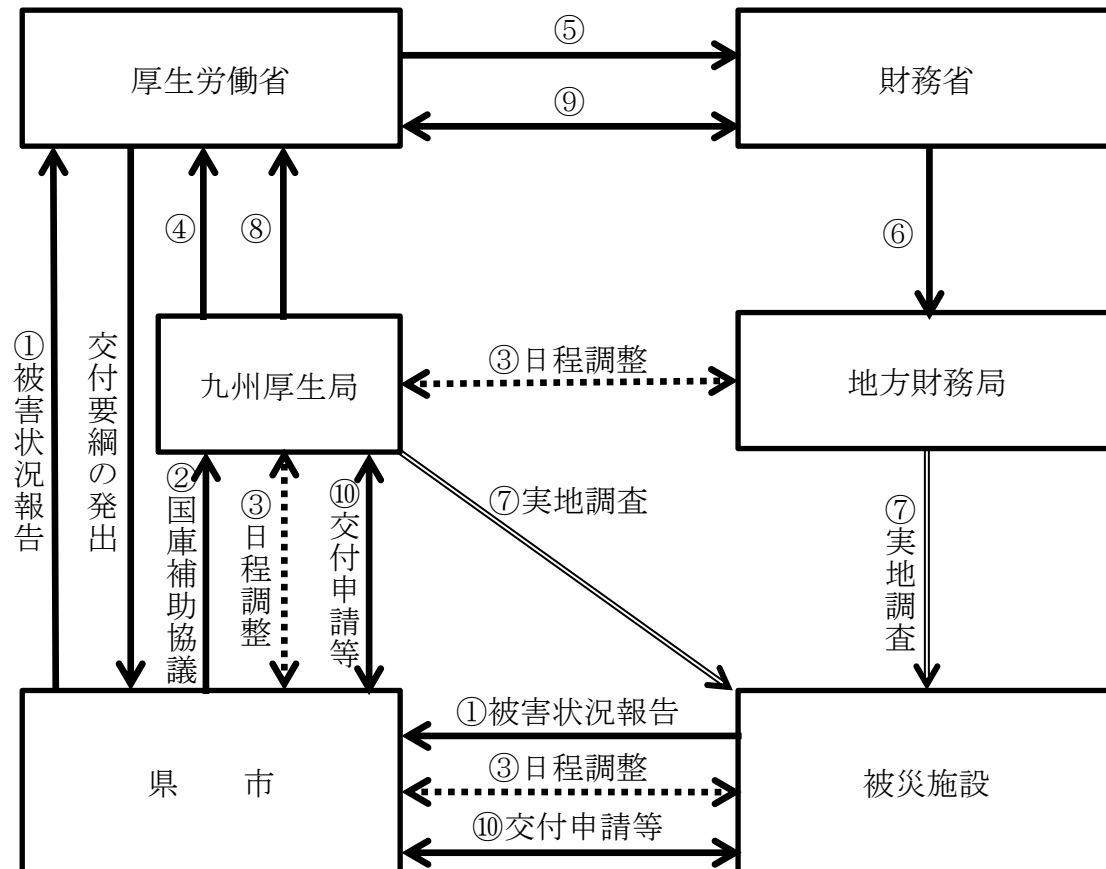 ⑤
厚生労働省
財務省
⑨
④
⑧
⑥
①被害状況報告
交付要綱の発出
九州厚生局
③日程調整
地方財務局
②国庫補助協議
③日程調整
⑩交付申請等
⑦実地調査
⑦実地調査
①被害状況報告
③日程調整
県　市
被災施設
⑩交付申請等